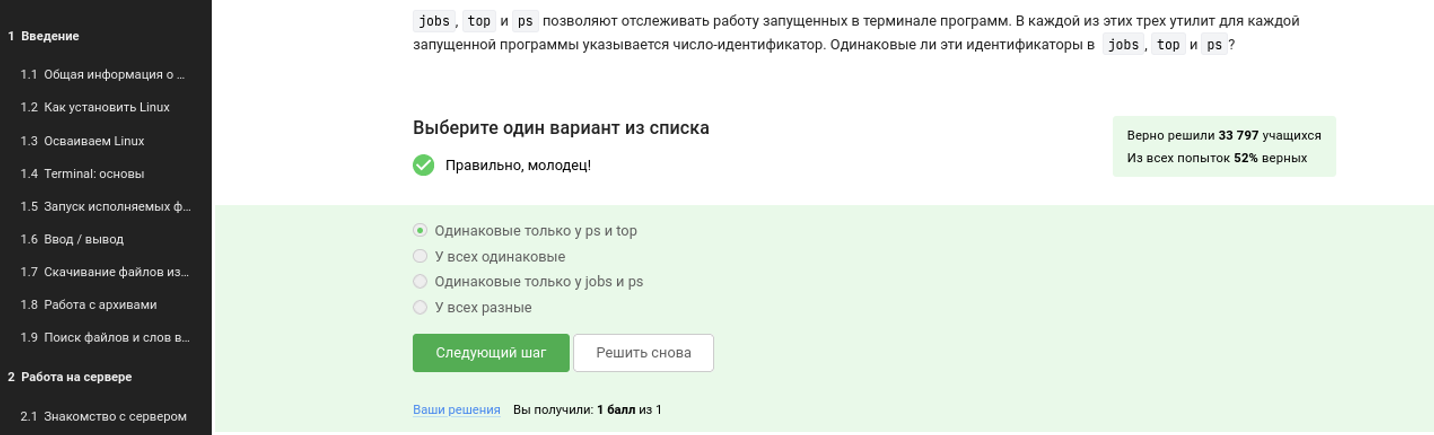 1 Введение
1.1 Общая информация о ...
1.2 Как установить Linux
1.3 Осваиваем Linux
1.4 Terminal: основы
1.5 Запуск исполняемых ф...
1.6 Ввод / вывод
1.7 Скачивание файлов из...
1.8 Работа с архивами
1.9 Поиск файлов и слов в...
2 Работа на сервере
2.1 Знакомство с сервером
jobs, top и ps позволяют отслеживать работу запущенных в терминале программ. В каждой из этих трех утилит для каждой
запущенной программы указывается число-идентификатор. Одинаковые ли эти идентификаторы в jobs, top и ps?
Выберите один вариант из списка
Правильно, молодец!
Верно решили 33 797 учащихся
Из всех попыток 52% верных
Одинаковые только у ps и top
У всех одинаковые
Одинаковые только у jobs и ps
У всех разные
Следующий шаг Решить снова
Ваши решения Вы получили: 1 балл из 1